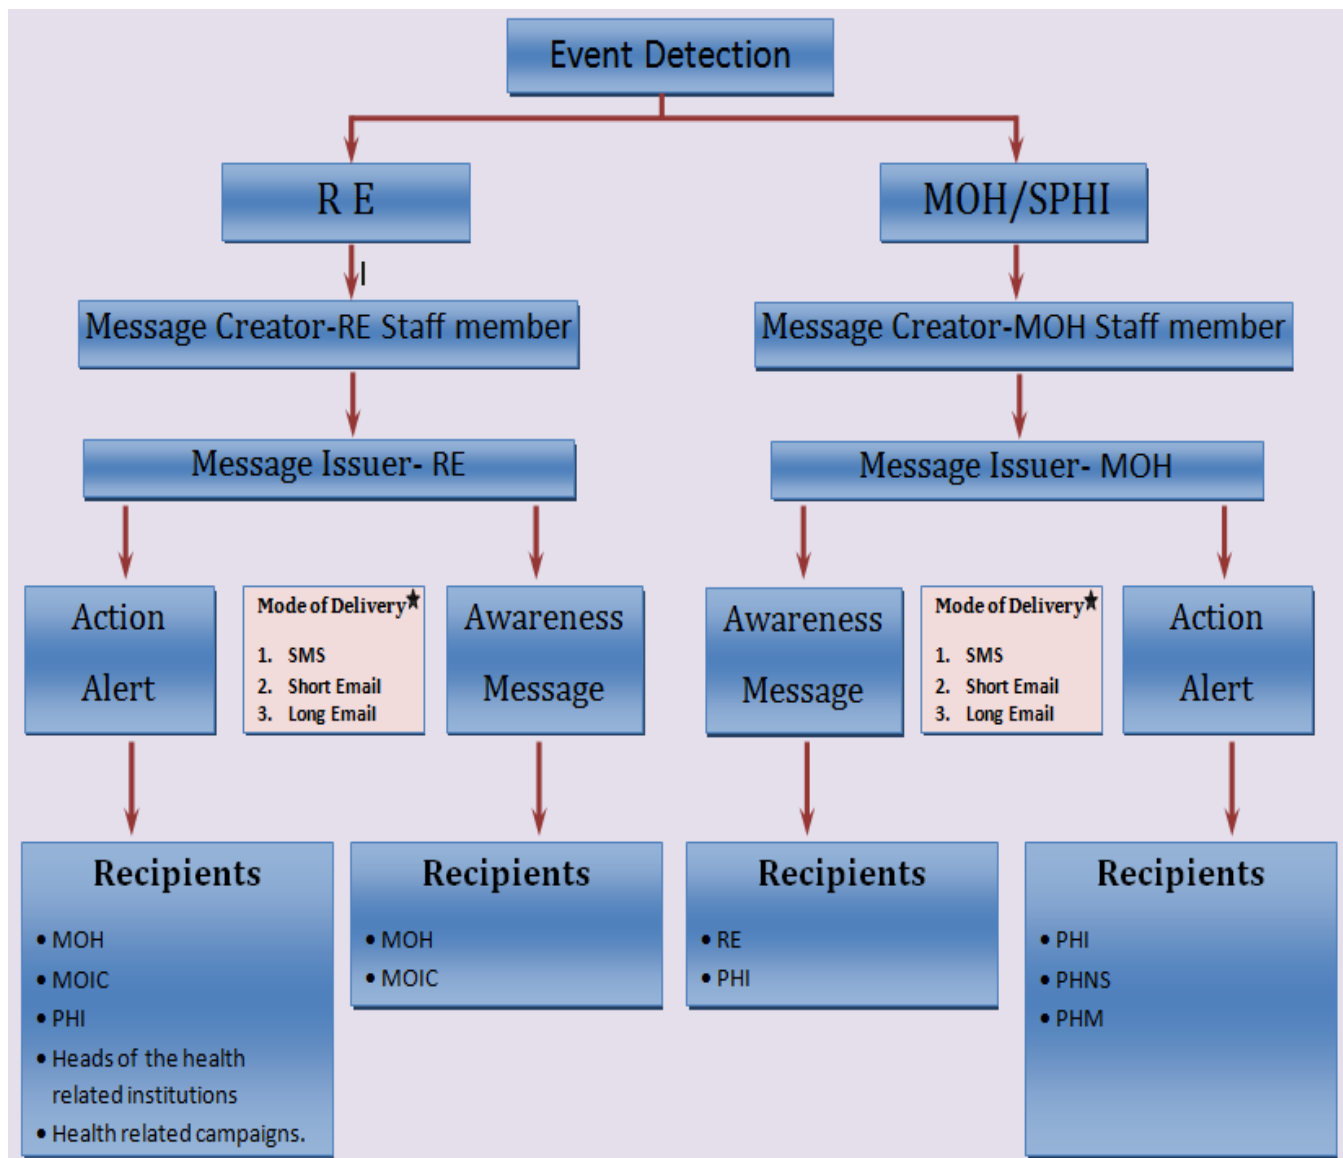 Event Detection
R E
MOH/SPHI
Message Creator-RE Staff member
Message Creator-MOH Staff member
Message Issuer- RE
Message Issuer- MOH
Action
Alert
Mode of Delivery★
1. SMS
2. Short Email
3. Long Email
Awareness
Message
Awareness
Message
Mode of Delivery★
1. SMS
2. Short Email
3. Long Email
Action
Alert
Recipients
• MOH
• MOIC
• PHI
• Heads of the health
related institutions
• Health related campaigns.
Recipients
• MOH
• MOIC
Recipients
• RE
• PHI
Recipients
• PHI
• PHNS
• PHM